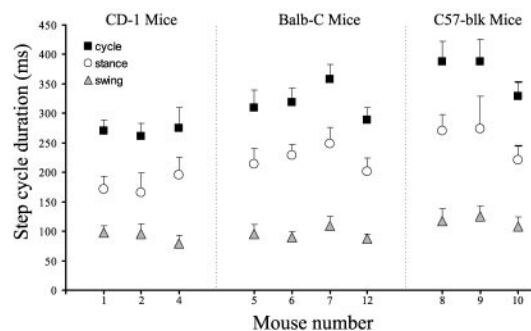 CD-1 Mice Balb-C Mice C57-blk Mice
450
400
350
300
250
200
150
100
50
0
Step cycle duration (ms)
cycle
stance
swing
1 2 4 5 6 7 12 8 9 10
Mouse number